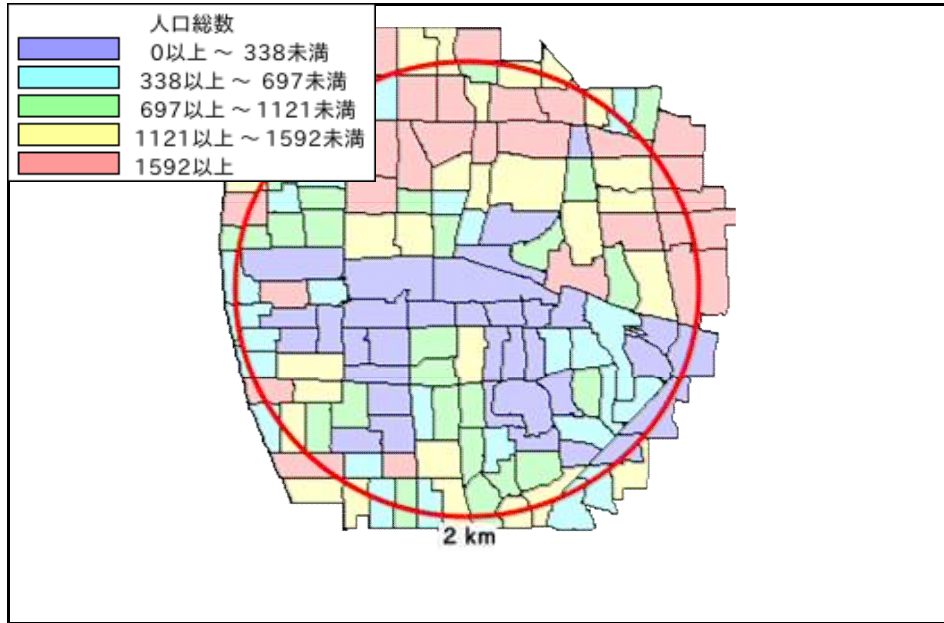 人口総数
0以上 ~ 338未満
338以上 ~ 697未満
697以上 ~ 1121未満
1121以上 ~ 1592未満
1592以上
2 km